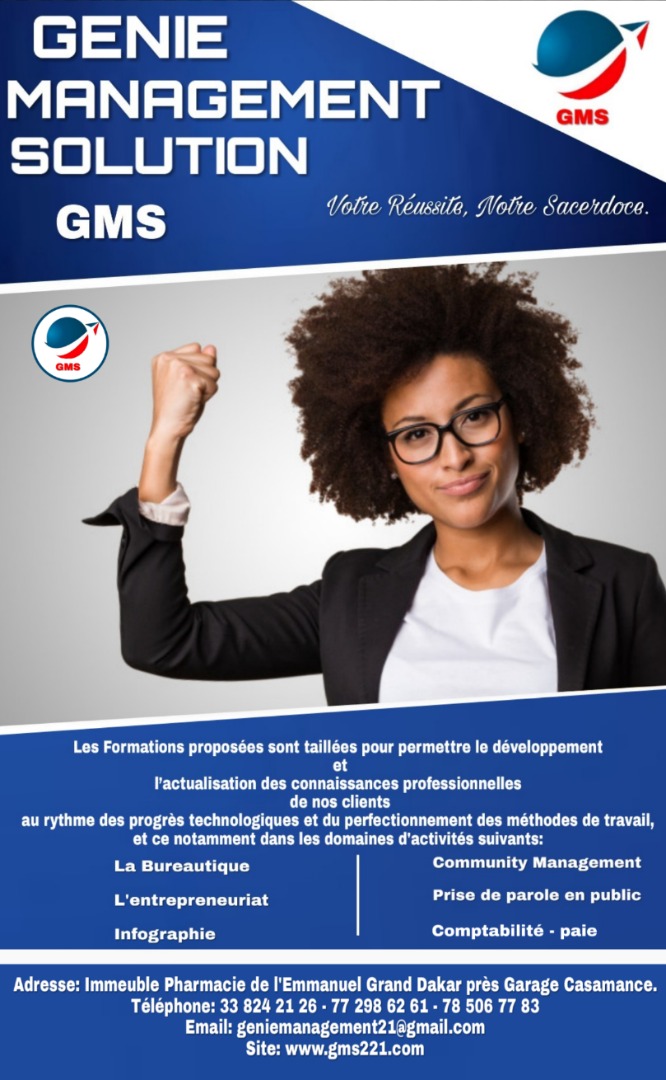 GENIE
MANAGEMENT
SOLUTION
GMS
GMS
Votre Réussite, Notre Sacerdoce.
GMS
Les Formations proposées sont taillées pour permettre le développement
et
l'actualisation des connaissances professionnelles
de nos clients
au rythme des progrès technologiques et du perfectionnement des méthodes de travail,
et ce notamment dans les domaines d'activités suivants:
La Bureautique
L'entrepreneuriat
Infographie
Community Management
Prise de parole en public
Comptabilité - paie
Adresse: Immeuble Pharmacie de l'Emmanuel Grand Dakar près Garage Casamance.
Téléphone: 33 824 21 26 - 77 298 62 61 - 78 506 77 83
Email: geniemanagement21@gmail.com
Site: www.gms221.com